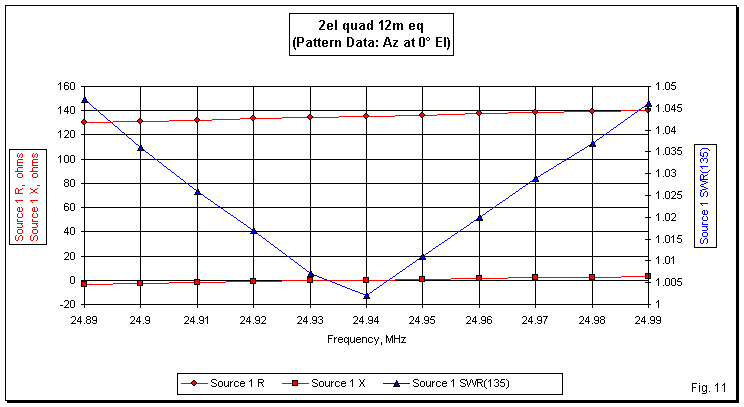 2el quad 12m eq
(Pattern Data: Az at 0° El)
160
140
120
100
80
60
40
20
0
-20
1.05
1.045
1.04
1.035
1.03
1.025
1.02
1.015
1.01
1.005
1
Source 1 R, ohms
Source 1 X, ohms
Source 1 SWR(135)
24.89 24.9 24.91 24.92 24.93 24.94 24.95 24.96 24.97 24.98 24.99
Frequency, MHz
Source 1 R Source 1 X Source 1 SWR(135)
Fig. 11